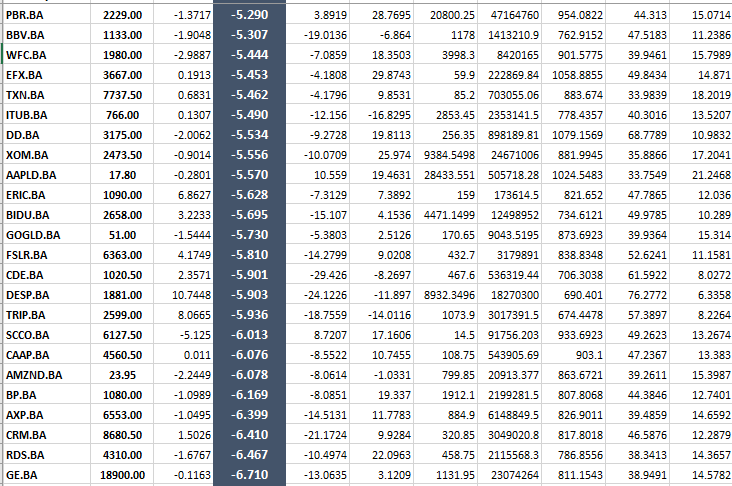 PBR.BA 2229.00 -1.3717 -5.290 3.8919 28.7695 20800.25 47164760 954.0822 44.313 15.0714
BBV.BA 1133.00 -1.9048 -5.307 -19.0136 -6.864 1178 1413210.9 762.9152 47.5183 11.2386
WFC.BA 1980.00 -2.9887 -5.444 -7.0859 18.3503 3998.3 8420165 901.5775 39.9461 15.7989
EFX.BA 3667.00 0.1913 -5.453 -4.1808 29.8743 59.9 222869.84 1058.8855 49.8434 14.871
TXN.BA 7737.50 0.6831 -5.462 -4.1796 9.8531 85.2 703055.06 883.674 33.9839 18.2019
ITUB.BA 766.00 0.1307 -5.490 -12.156 -16.8295 2853.45 2353141.5 778.4357 40.3016 13.5207
DD.BA 3175.00 -2.0062 -5.534 -9.2728 19.8113 256.35 898189.81 1079.1569 68.7789 10.9832
XOM.BA 2473.50 -0.9014 -5.556 -10.0709 25.974 9384.5498 24671006 881.9945 35.8866 17.2041
AAPLD.BA 17.80 -0.2801 -5.570 10.559 19.4631 28433.551 505718.28 1024.5483 33.7549 21.2468
ERIC.BA 1090.00 6.8627 -5.628 -7.3129 7.3892 159 173614.5 821.652 47.7865 12.036
BIDU.BA 2658.00 3.2233 -5.695 -15.107 4.1536 4471.1499 12498952 734.6121 49.9785 10.289
GOGLD.BA 51.00 -1.5444 -5.730 -5.3803 2.5126 170.65 9043.5195 873.6923 39.9364 15.314
FSLR.BA 6363.00 4.1749 -5.810 -14.2799 9.0208 432.7 3179891 838.8348 52.6241 11.1581
CDE.BA 1020.50 2.3571 -5.901 -29.426 -8.2697 467.6 536319.44 706.3038 61.5922 8.0272
DESP.BA 1881.00 10.7448 -5.903 -24.1226 -11.897 8932.3496 18270300 690.401 76.2772 6.3358
TRIP.BA 2599.00 8.0665 -5.936 -18.7559 -14.0116 1073.9 3017391.5 674.4478 57.3897 8.2264
SCCO.BA 6127.50 -5.125 -6.013 8.7207 17.1606 14.5 91756.203 933.6923 49.2623 13.2674
CAAP.BA 4560.50 0.011 -6.076 -8.5522 10.7455 108.75 543905.69 903.1 47.2367 13.383
AMZND.BA 23.95 -2.2449 -6.078 -8.0614 -1.0331 799.85 20913.377 863.6721 39.2611 15.3987
BP.BA 1080.00 -1.0989 -6.169 -8.0851 19.337 1912.1 2199281.5 807.8068 44.3846 12.7401
AXP.BA 6553.00 -1.0495 -6.399 -14.5131 11.7783 884.9 6148849.5 826.9011 39.4859 14.6592
CRM.BA 8680.50 1.5026 -6.410 -21.1724 9.9284 320.85 3049020.8 817.8018 46.5876 12.2879
RDS.BA 4310.00 -1.6767 -6.467 -10.4974 22.0963 458.75 2115568.3 786.8556 38.3413 14.3657
GE.BA 18900.00 -0.1163 -6.710 -13.0635 3.1209 1131.95 23074264 811.1543 38.9491 14.5782